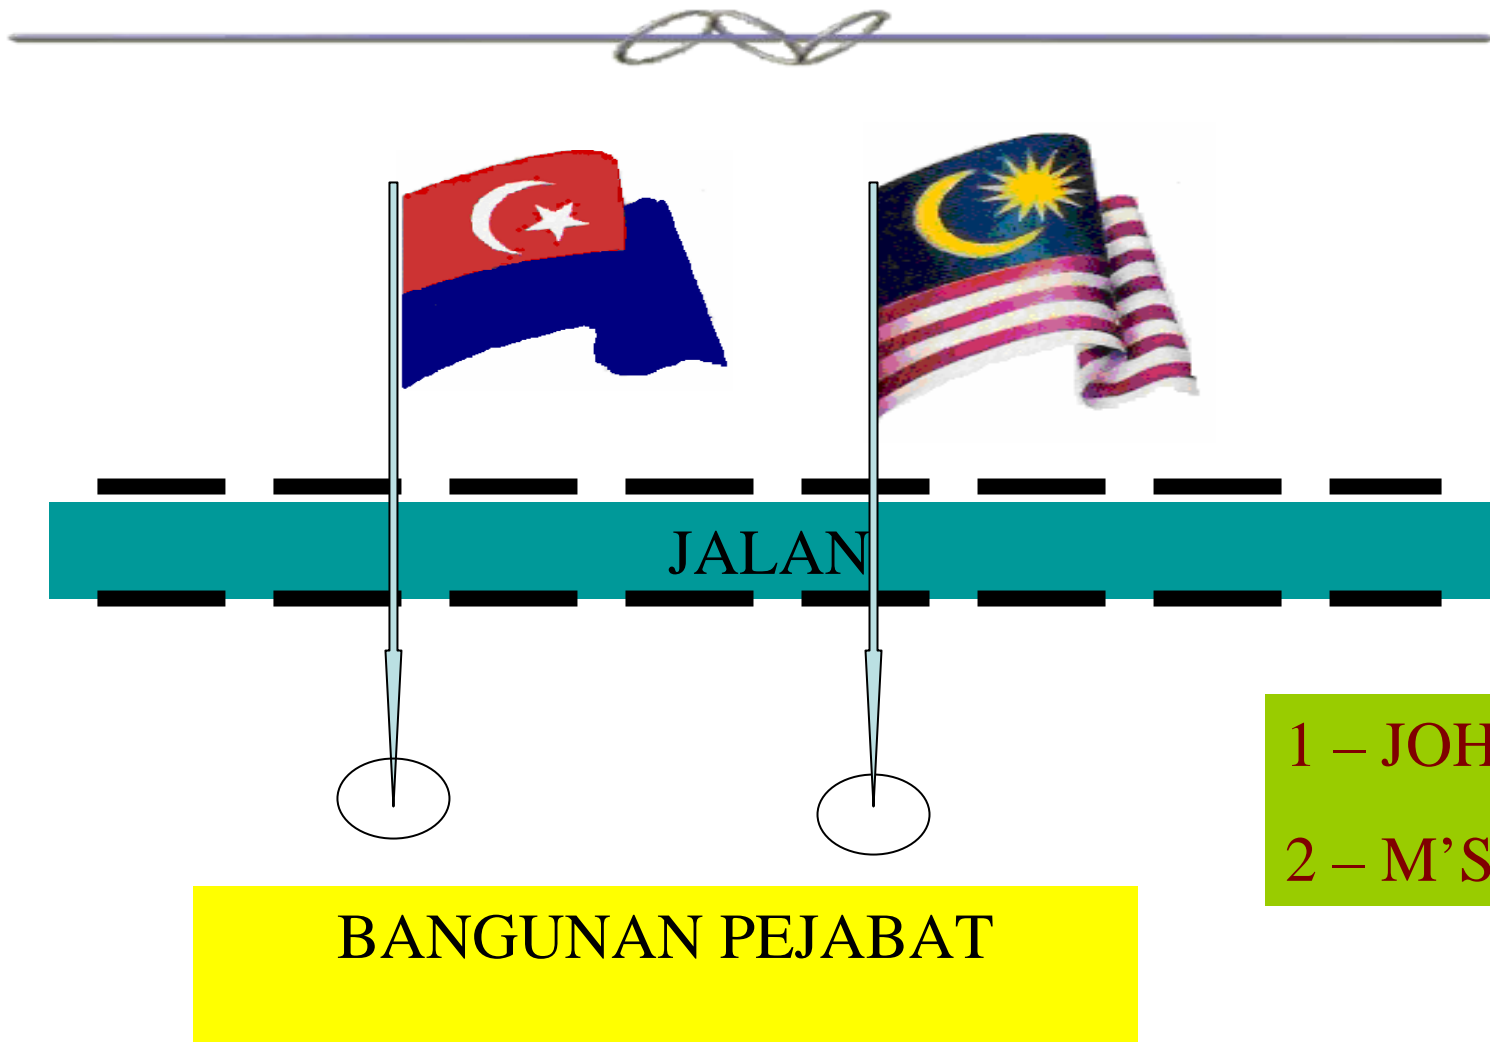 JALAN
1 – JOH
2 – M’S
BANGUNAN PEJABAT